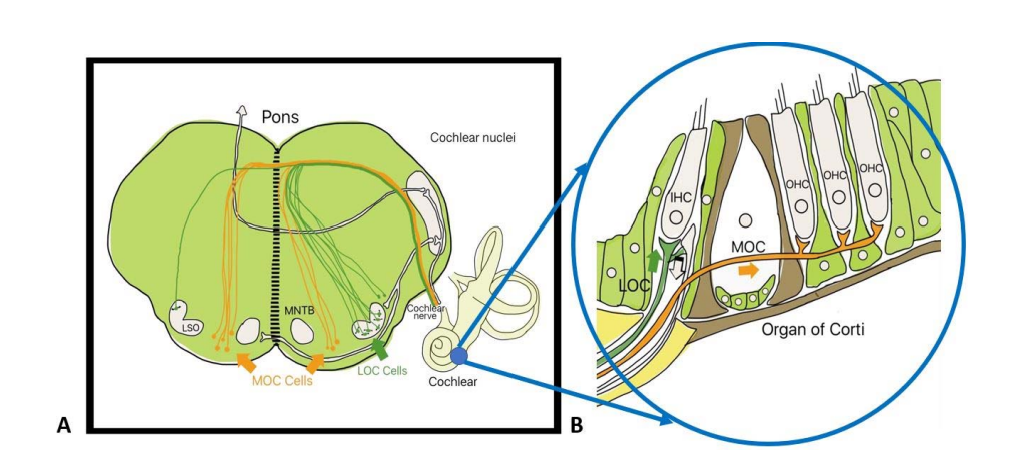 Pons
Cochlear nuclei
LSO
MNTB
Cochlear
nerve
MOC Cells
LOC Cells
Cochlear
A
IHC
OHC
OHC
OHC
MOC
LOC
Organ of Corti
B